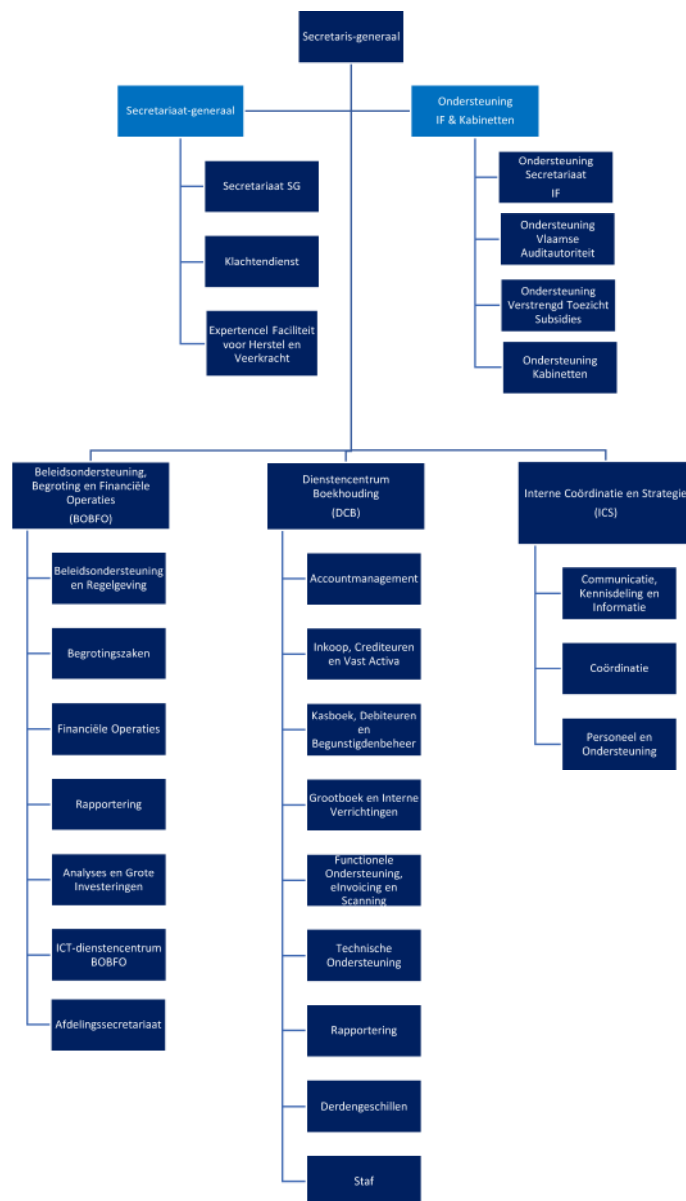 Secretaris-generaal
Secretariaat-generaal
Ondersteuning
IF & Kabinetten
Secretariaat SG
Klachtendienst
Expertencel Faciliteit
voor Herstel en
Veerkracht
Ondersteuning
Secretariaat
IF
Ondersteuning
Vlaamse
Auditautoriteit
Ondersteuning
Verstrengd Toezicht
Subsidies
Ondersteuning
Kabinetten
Beleidsondersteuning,
Begroting en Financiële
Operaties
(BOBFO)
Beleidsondersteuning
en Regelgeving
Begrotingszaken
Financiële Operaties
Rapportering
Analyses en Grote
Investeringen
ICT-dienstencentrum
BOBFO
Afdelingssecretariaat
Dienstencentrum
Boekhouding
(DCB)
Accountmanagement
Inkoop, Crediteuren
en Vast Activa
Kasboek, Debiteuren
en
Begunstigdenbeheer
Grootboek en Interne
Verrichtingen
Functionele
Ondersteuning,
eInvoicing en
Scanning
Technische
Ondersteuning
Rapportering
Derdengeschillen
Staf
Interne Coördinatie en Strategie
(ICS)
Communicatie,
Kennisdeling en
Informatie
Coördinatie
Personeel en
Ondersteuning